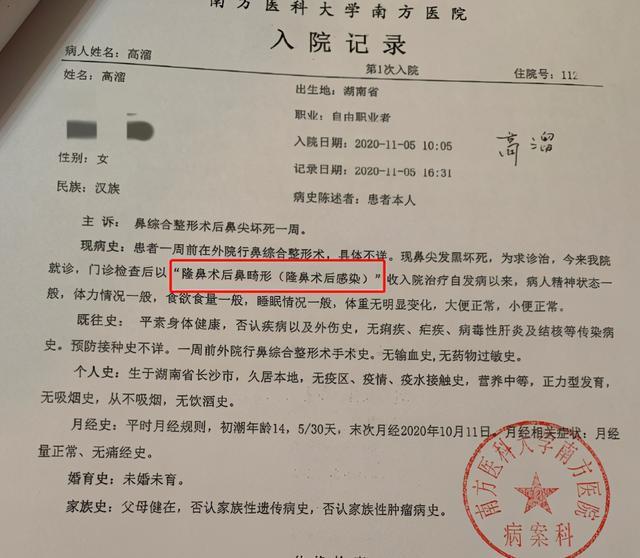 南方医科大学南方医院
入院记录
病人姓名：高溜 第1次入院 住院号：112
姓名：高溜
出生地：湖南省
职业：自由职业者
入院日期：2020-11-05 10:05
高溜
性别：女
记录日期：2020-11-05 16:31
民族：汉族
病史陈述者：患者本人
主诉：鼻综合整形术后鼻尖坏死一周。
现病史：患者一周前在外院行鼻综合整形术，具体不详。现鼻尖发黑坏死，为求诊治，今来我院
就诊，门诊检查后以“隆鼻术后鼻畸形（隆鼻术后感染）”收入院治疗自发病以来，病人精神状态一
般，体力情况一般，食欲食量一般，睡眠情况一般，体重无明显变化，大便正常，小便正常。
既往史：平素身体健康，否认疾病以及外伤史，无痢疾、疟疾、病毒性肝炎及结核等传染病
史。预防接种史不详。一周前外院行鼻综合整形术手术史。无输血史，无药物过敏史。
个人史：生于湖南省长沙市，久居本地，无疫区、疫情、疫水接触史，营养中等，正力型发育，
无吸烟史，从不吸烟，无饮酒史。
月经史：平时月经规则，初潮年龄14，5/30天，末次月经2020年10月11日。月经相关症状：月经
量正常、无痛经史。
婚育史：未婚未育。
家族史：父母健在，否认家族性遗传病史，否认家族性肿瘤病史。
南方医科大学南方医院
病案科